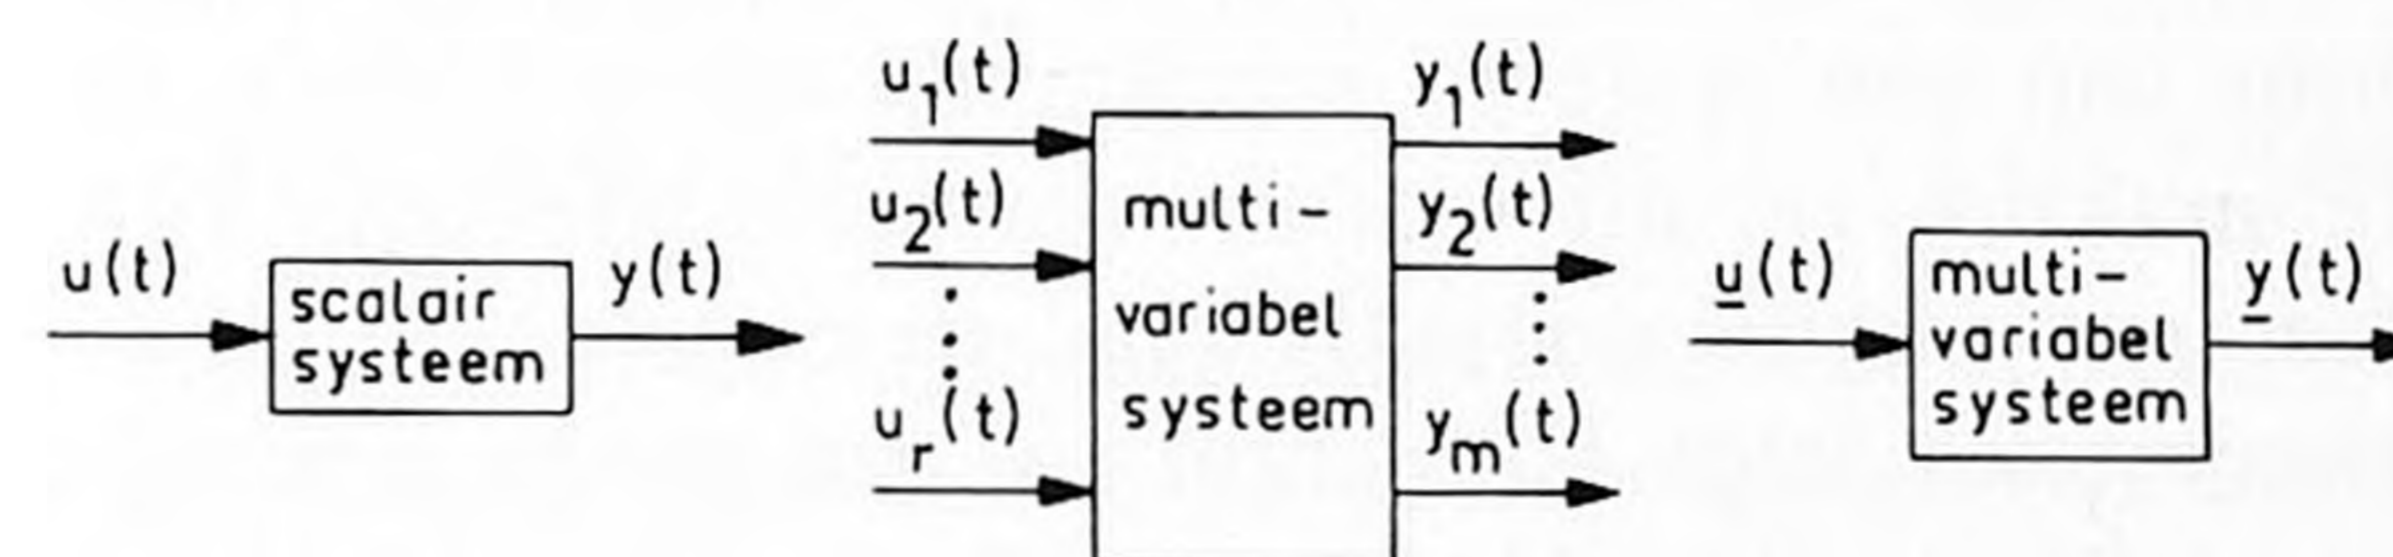 u(t)
scalair
systeem
y(t)
u₁(t)
u₂(t)
uᵣ(t)
multi-
variabel
systeem
y₁(t)
y₂(t)
yₘ(t)
u(t)
multi-
variabel
systeem
y(t)